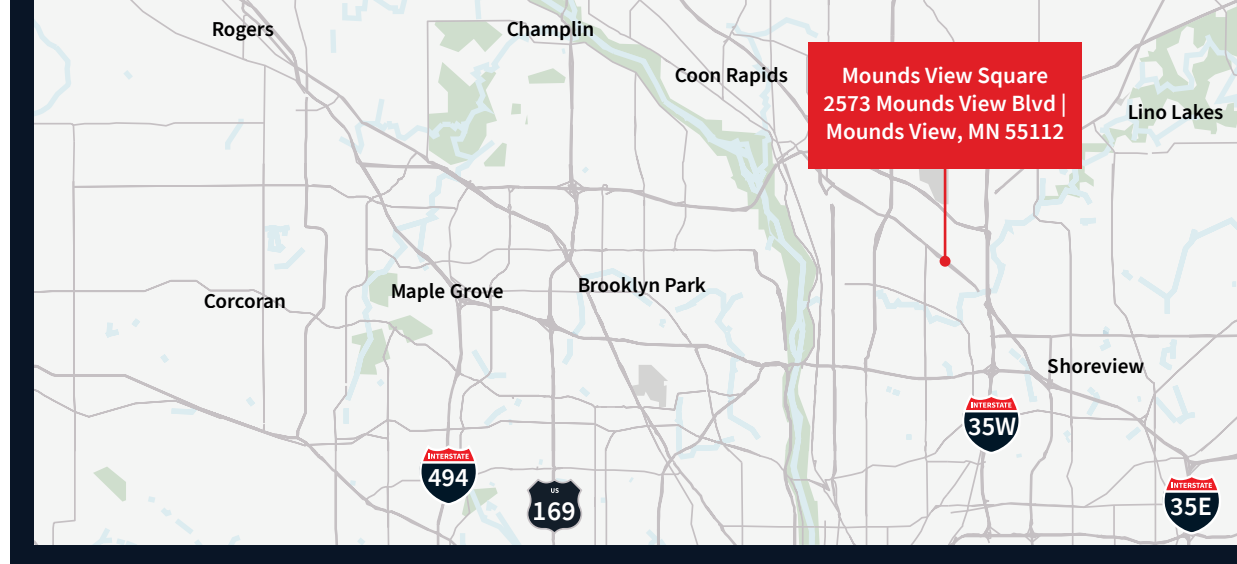 Rogers
Champlin
Coon Rapids
Mounds View Square
2573 Mounds View Blvd |
Mounds View, MN 55112
Lino Lakes
Corcoran
Maple Grove
Brooklyn Park
Shoreview
INTERSTATE
35W
INTERSTATE
494
US
169
INTERSTATE
35E